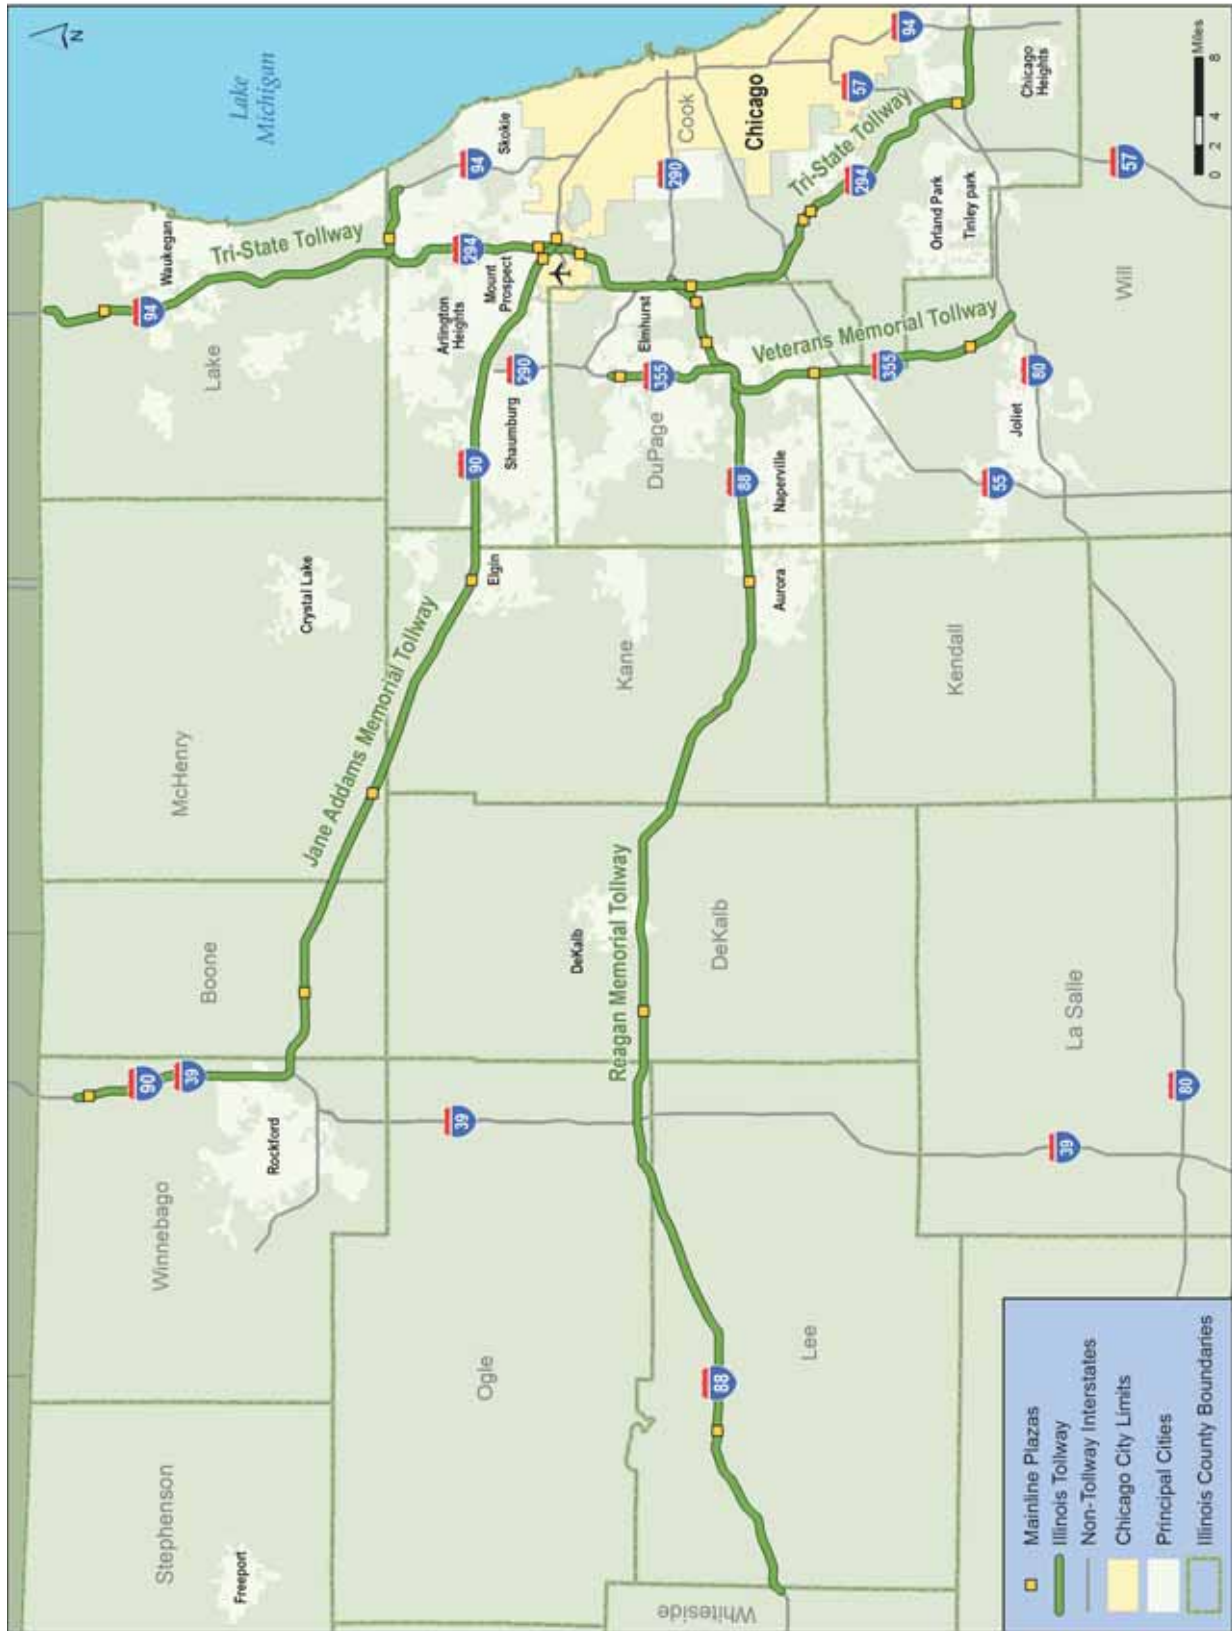 N
Lake
Michigan
Stephenson
Freeport
Winnebago
Rockford
90
39
Boone
McHenry
Crystal Lake
Lake
94
Waukegan
Tri-State Tollway
Jane Addams Memorial Tollway
Ogle
39
Elgin
90
Shaumburg
290
Arlington
Heights
Mount
Prospect
294
94
Skokie
Whiteside
Lee
88
Reagan Memorial Tollway
DeKalb
DeKalb
Kane
Aurora
Naperville
88
DuPage
355
Elmhurst
290
Cook
Chicago
Veterans Memorial Tollway
355
Tri-State Tollway
294
57
94
La Salle
39
80
Kendall
55
Joliet
80
Will
Orland Park
Tinley park
Chicago
Heights
57
0 2 4 8
Miles
Mainline Plazas
Illinois Tollway
Non-Tollway Interstates
Chicago City Limits
Principal Cities
Illinois County Boundaries